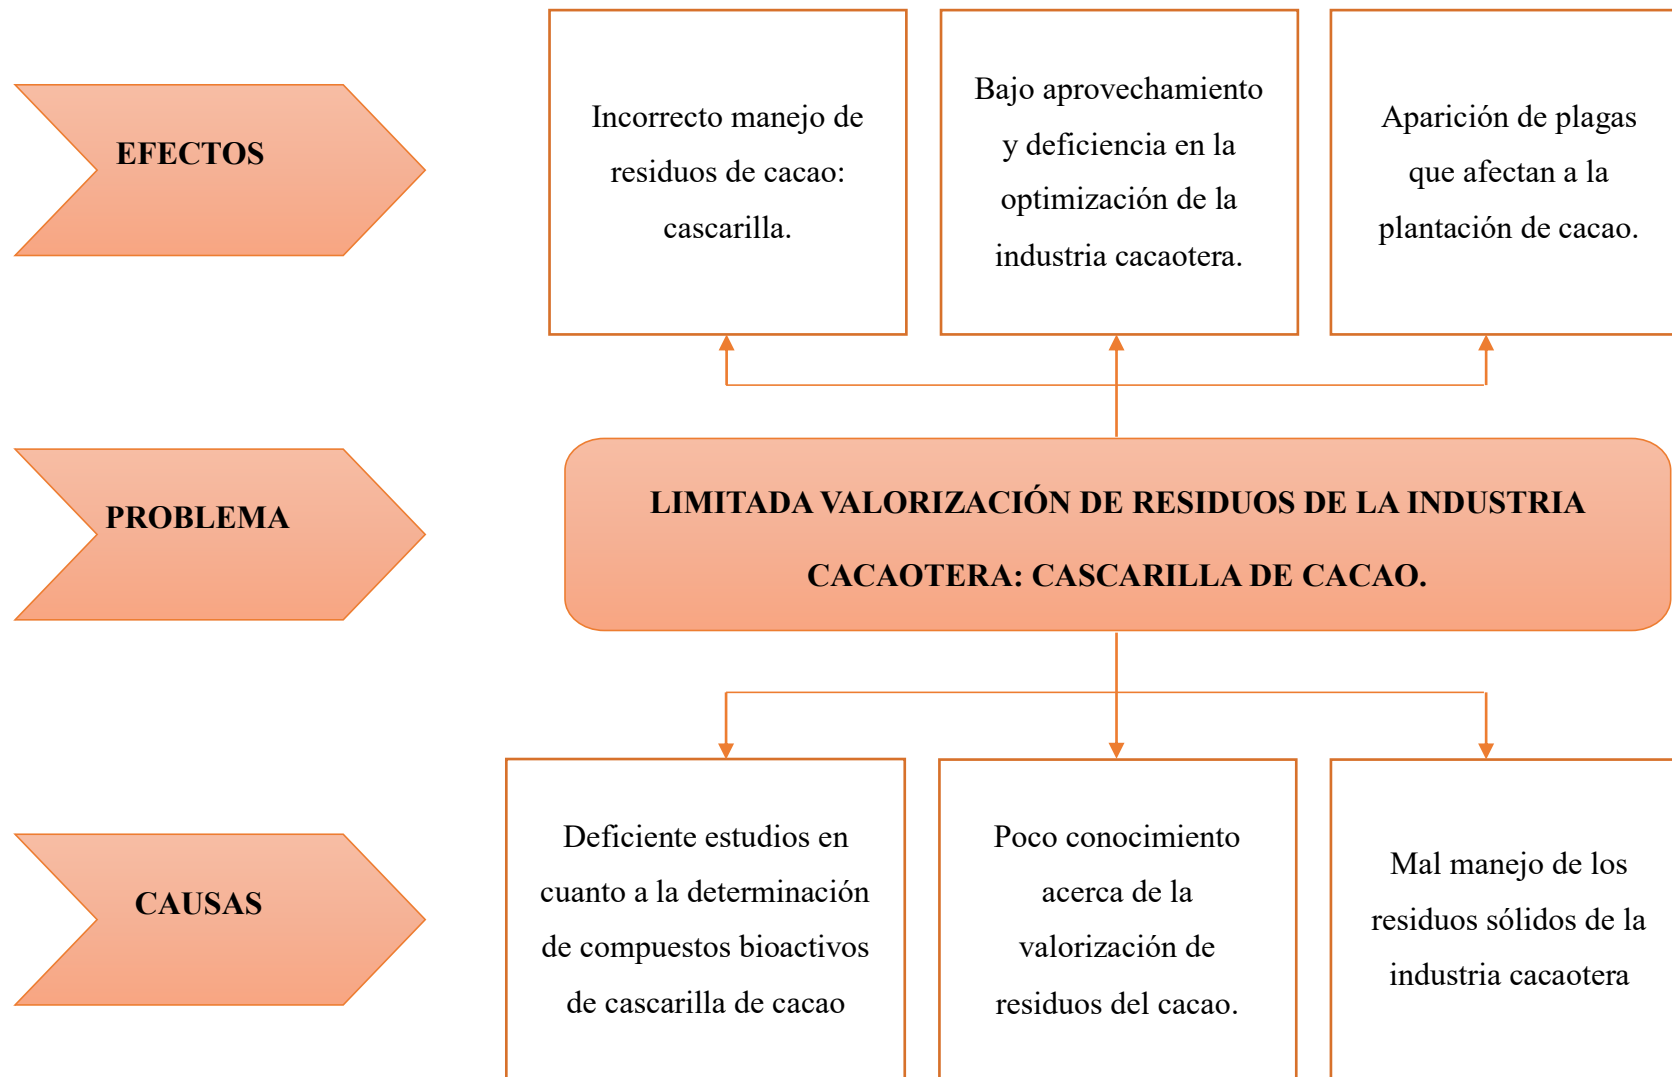 EFECTOS
Incorrecto manejo de
residuos de cacao:
cascarilla.
Bajo aprovechamiento
y deficiencia en la
optimización de la
industria cacaotera.
Aparición de plagas
que afectan a la
plantación de cacao.
PROBLEMA
LIMITADA VALORIZACIÓN DE RESIDUOS DE LA INDUSTRIA
CACAOTERA: CASCARILLA DE CACAO.
CAUSAS
Deficiente estudios en
cuanto a la determinación
de compuestos bioactivos
de cascarilla de cacao
Poco conocimiento
acerca de la
valorización de
residuos del cacao.
Mal manejo de los
residuos sólidos de la
industria cacaotera